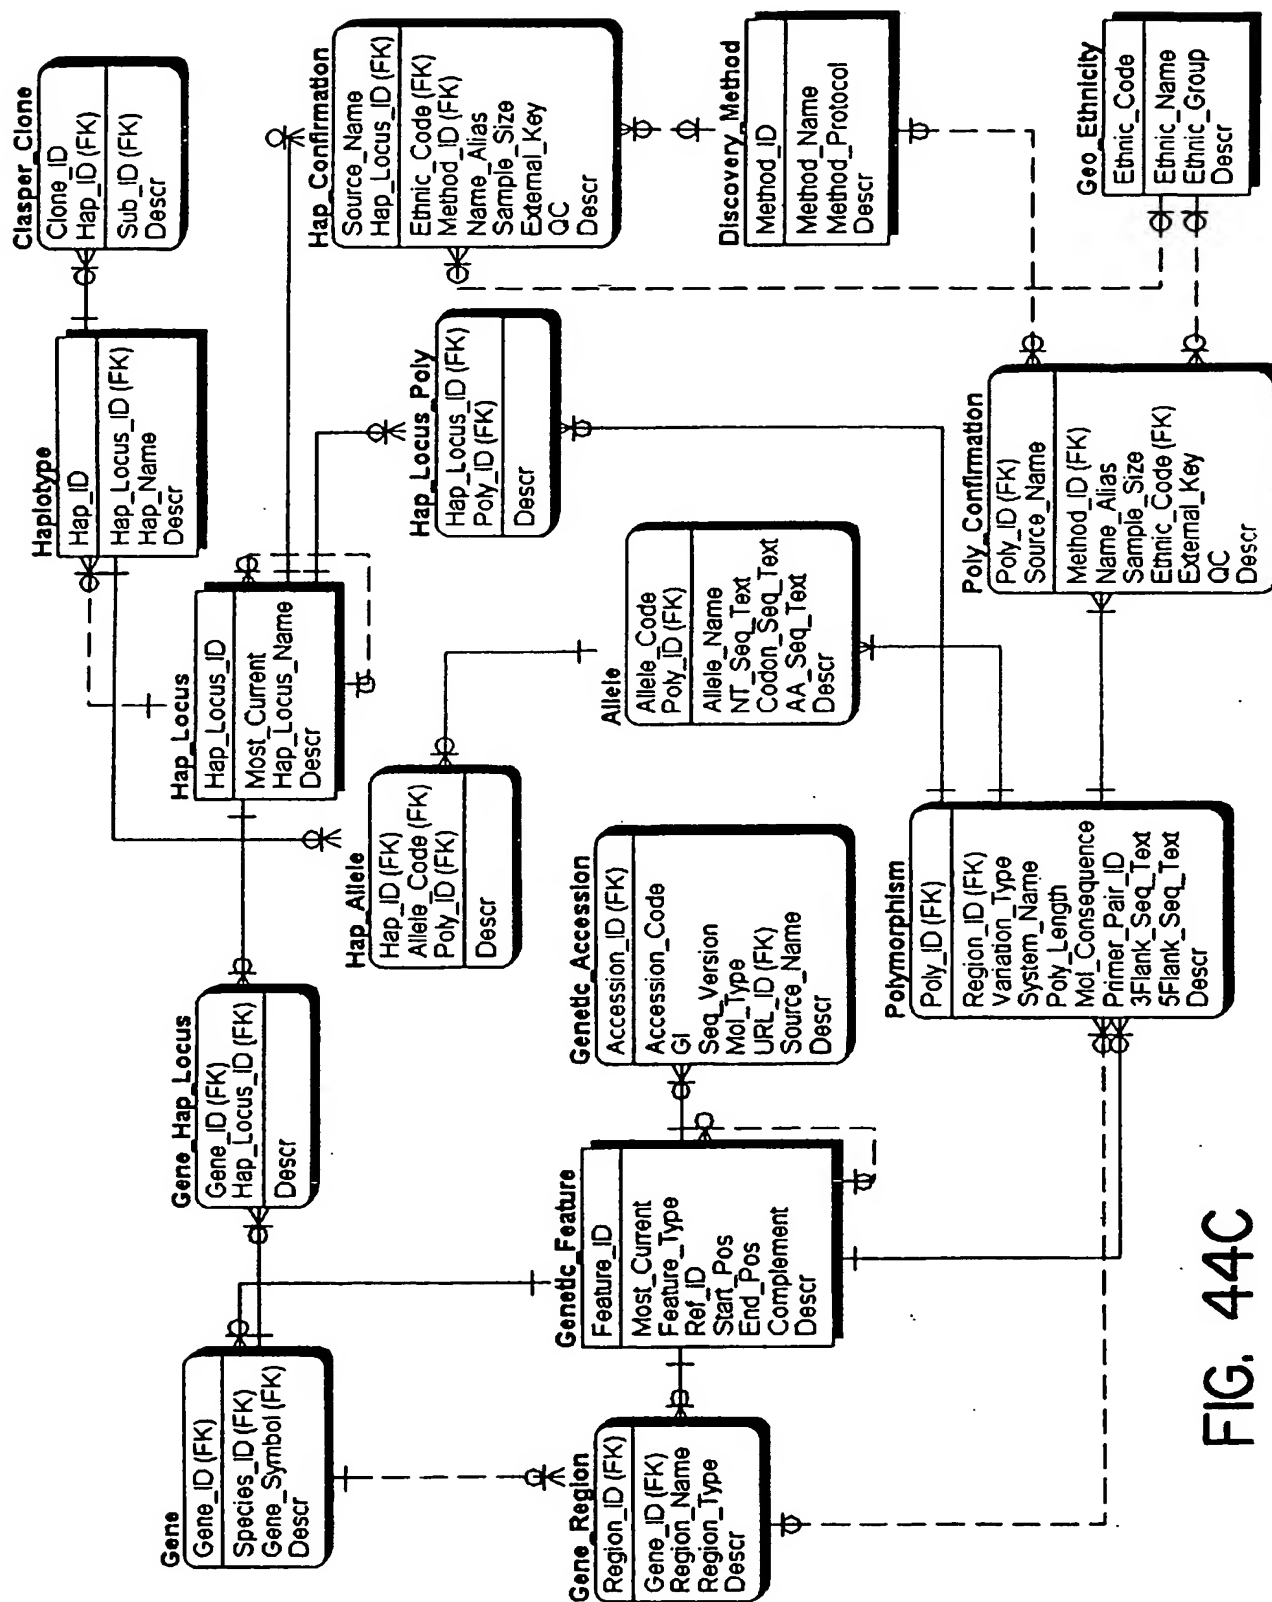 Gene
Gene_ID (FK)
Species_ID (FK)
Gene_Symbol (FK)
Descr
Gene_Hap_Locus
Gene_ID (FK)
Hap_Locus_ID (FK)
Descr
Hap_Locus
Hap_Locus_ID
Most_Current
Hap_Locus_Name
Descr
Haplotype
Hap_ID
Hap_Locus_ID (FK)
Hap_Name
Descr
Clasper_Clone
Clone_ID
Hap_ID (FK)
Sub_ID (FK)
Descr
Hap_Allele
Hap_ID (FK)
Allele_Code (FK)
Poly_ID (FK)
Descr
Hap_Locus_Poly
Hap_Locus_ID (FK)
Poly_ID (FK)
Descr
Hap_Confirmation
Source_Name
Hap_Locus_ID (FK)
Ethnic_Code (FK)
Method_ID (FK)
Name_Alias
Sample_Size
External_Key
QC
Descr
Gene_Region
Region_ID (FK)
Gene_ID (FK)
Region_Name
Region_Type
Descr
Genetic_Feature
Feature_ID
Most_Current
Feature_Type
Ref_ID
Start_Pos
End_Pos
Complement
Descr
Genetic_Accession
Accession_ID (FK)
Accession_Code
GI
Seq_Version
Mol_Type
URL_ID (FK)
Source_Name
Descr
Allele
Allele_Code
Poly_ID (FK)
Allele_Name
NT_Seq_Text
Codon_Seq_Text
AA_Seq_Text
Descr
Discovery_Method
Method_ID
Method_Name
Method_Protocol
Descr
Polymorphism
Poly_ID (FK)
Region_ID (FK)
Variation_Type
System_Name
Poly_Length
Mol_Consequence
Primer_Pair_ID
3Flank_Seq_Text
5Flank_Seq_Text
Descr
Poly_Confirmation
Poly_ID (FK)
Source_Name
Method_ID (FK)
Name_Alias
Sample_Size
Ethnic_Code (FK)
External_Key
QC
Descr
Geo_Ethnicity
Ethnic_Code
Ethnic_Name
Ethnic_Group
Descr
FIG. 44C